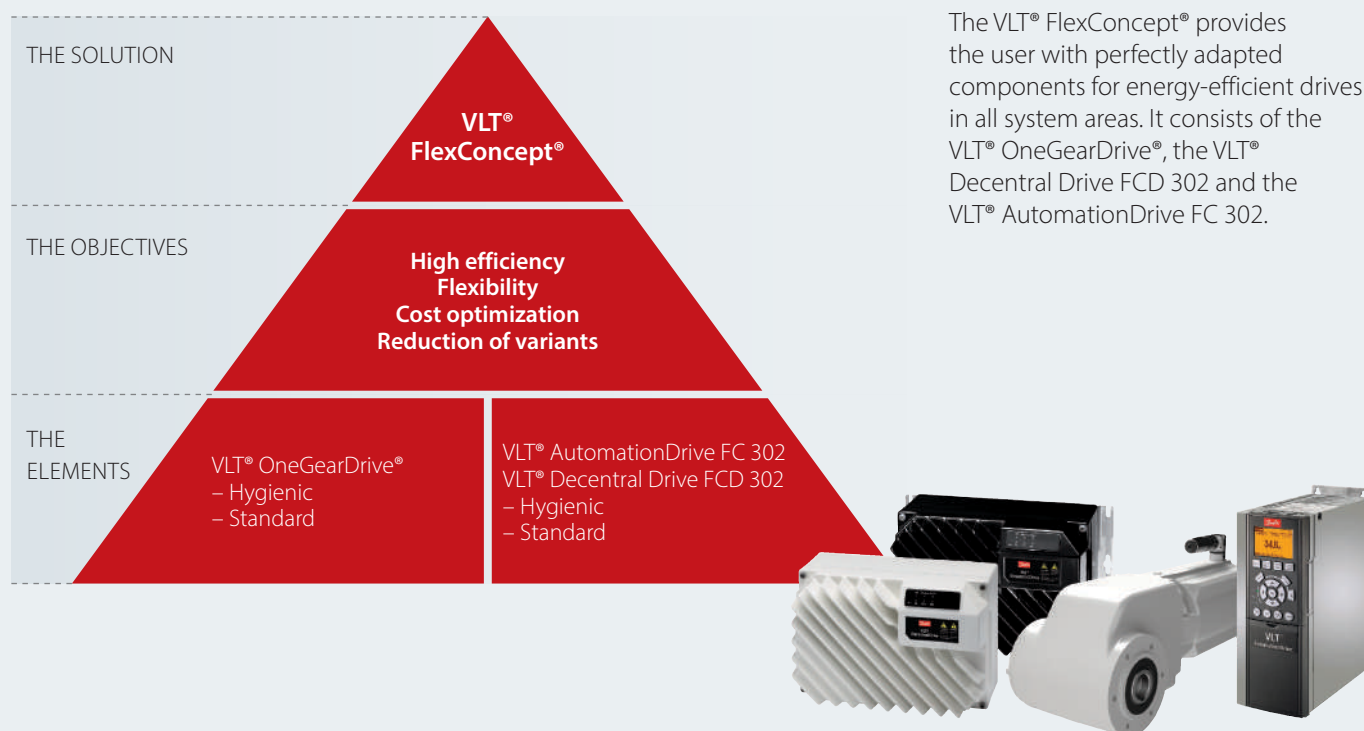 THE SOLUTION
VLT®
FlexConcept®
THE OBJECTIVES
High efficiency
Flexibility
Cost optimization
Reduction of variants
THE
ELEMENTS
VLT® OneGearDrive®
– Hygienic
– Standard
VLT® AutomationDrive FC 302
VLT® Decentral Drive FCD 302
– Hygienic
– Standard
The VLT® FlexConcept® provides
the user with perfectly adapted
components for energy-efficient drives
in all system areas. It consists of the
VLT® OneGearDrive®, the VLT®
Decentral Drive FCD 302 and the
VLT® AutomationDrive FC 302.
Danfoss
VLT